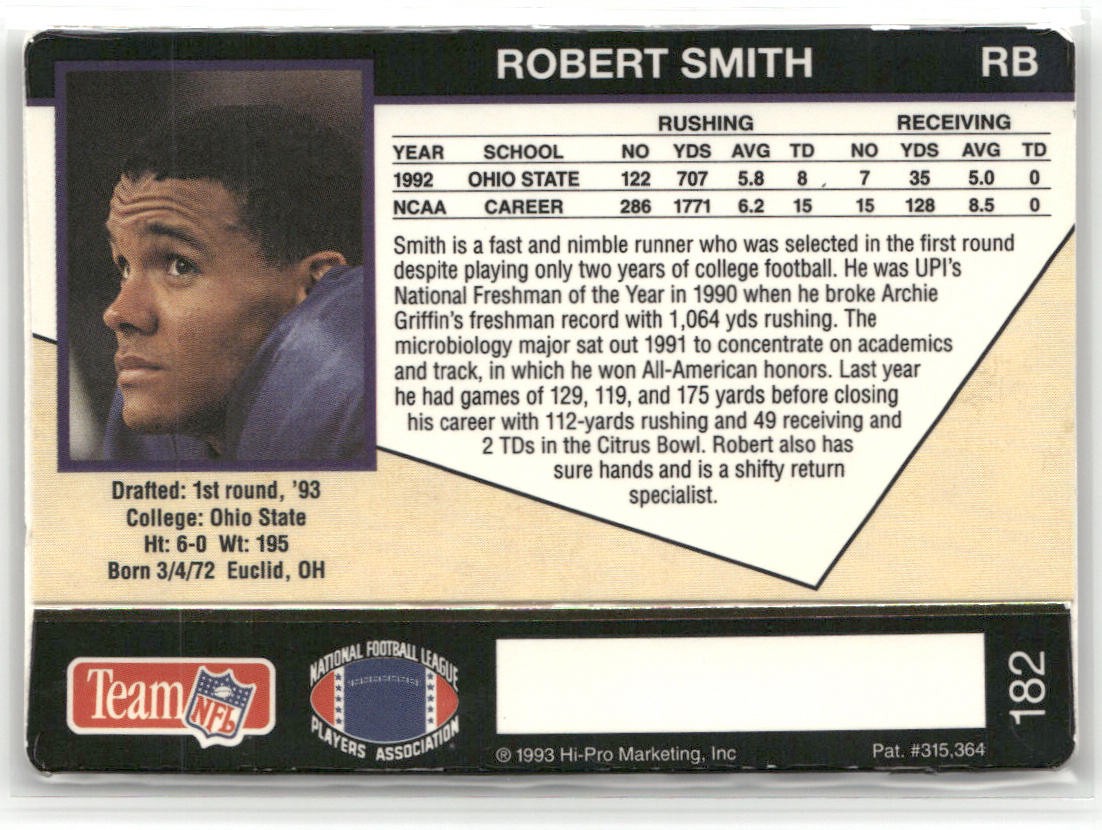 ROBERT SMITH RB
RUSHING RECEIVING
YEAR SCHOOL NO YDS AVG TD NO YDS AVG TD
1992 OHIO STATE 122 707 5.8 8 7 35 5.0 0
NCAA CAREER 286 1771 6.2 15 15 128 8.5 0
Smith is a fast and nimble runner who was selected in the first round
despite playing only two years of college football. He was UPI's
National Freshman of the Year in 1990 when he broke Archie
Griffin's freshman record with 1,064 yds rushing. The
microbiology major sat out 1991 to concentrate on academics
and track, in which he won All-American honors. Last year
he had games of 129, 119, and 175 yards before closing
his career with 112-yards rushing and 49 receiving and
2 TDs in the Citrus Bowl. Robert also has
sure hands and is a shifty return
specialist.
Drafted: 1st round, '93
College: Ohio State
Ht: 6-0 Wt: 195
Born 3/4/72 Euclid, OH
Team NFL
NATIONAL FOOTBALL LEAGUE
PLAYERS ASSOCIATION
® 1993 Hi-Pro Marketing, Inc Pat. #315,364
182